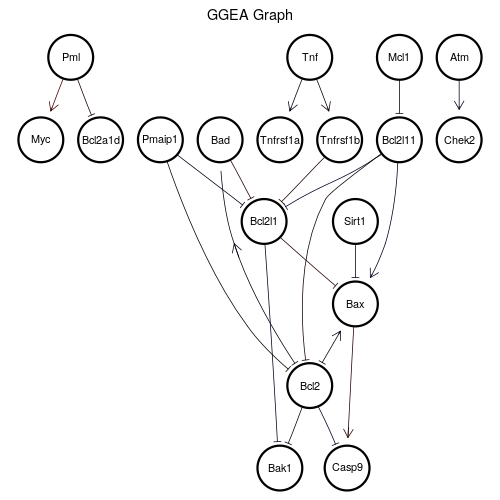 GGEA Graph
Pml
Tnf
Mcl1
Atm
Myc
Bcl2a1d
Pmaip1
Bad
Tnfrsf1a
Tnfrsf1b
Bcl2l11
Chek2
Bcl2l1
Sirt1
Bax
Bcl2
Bak1
Casp9